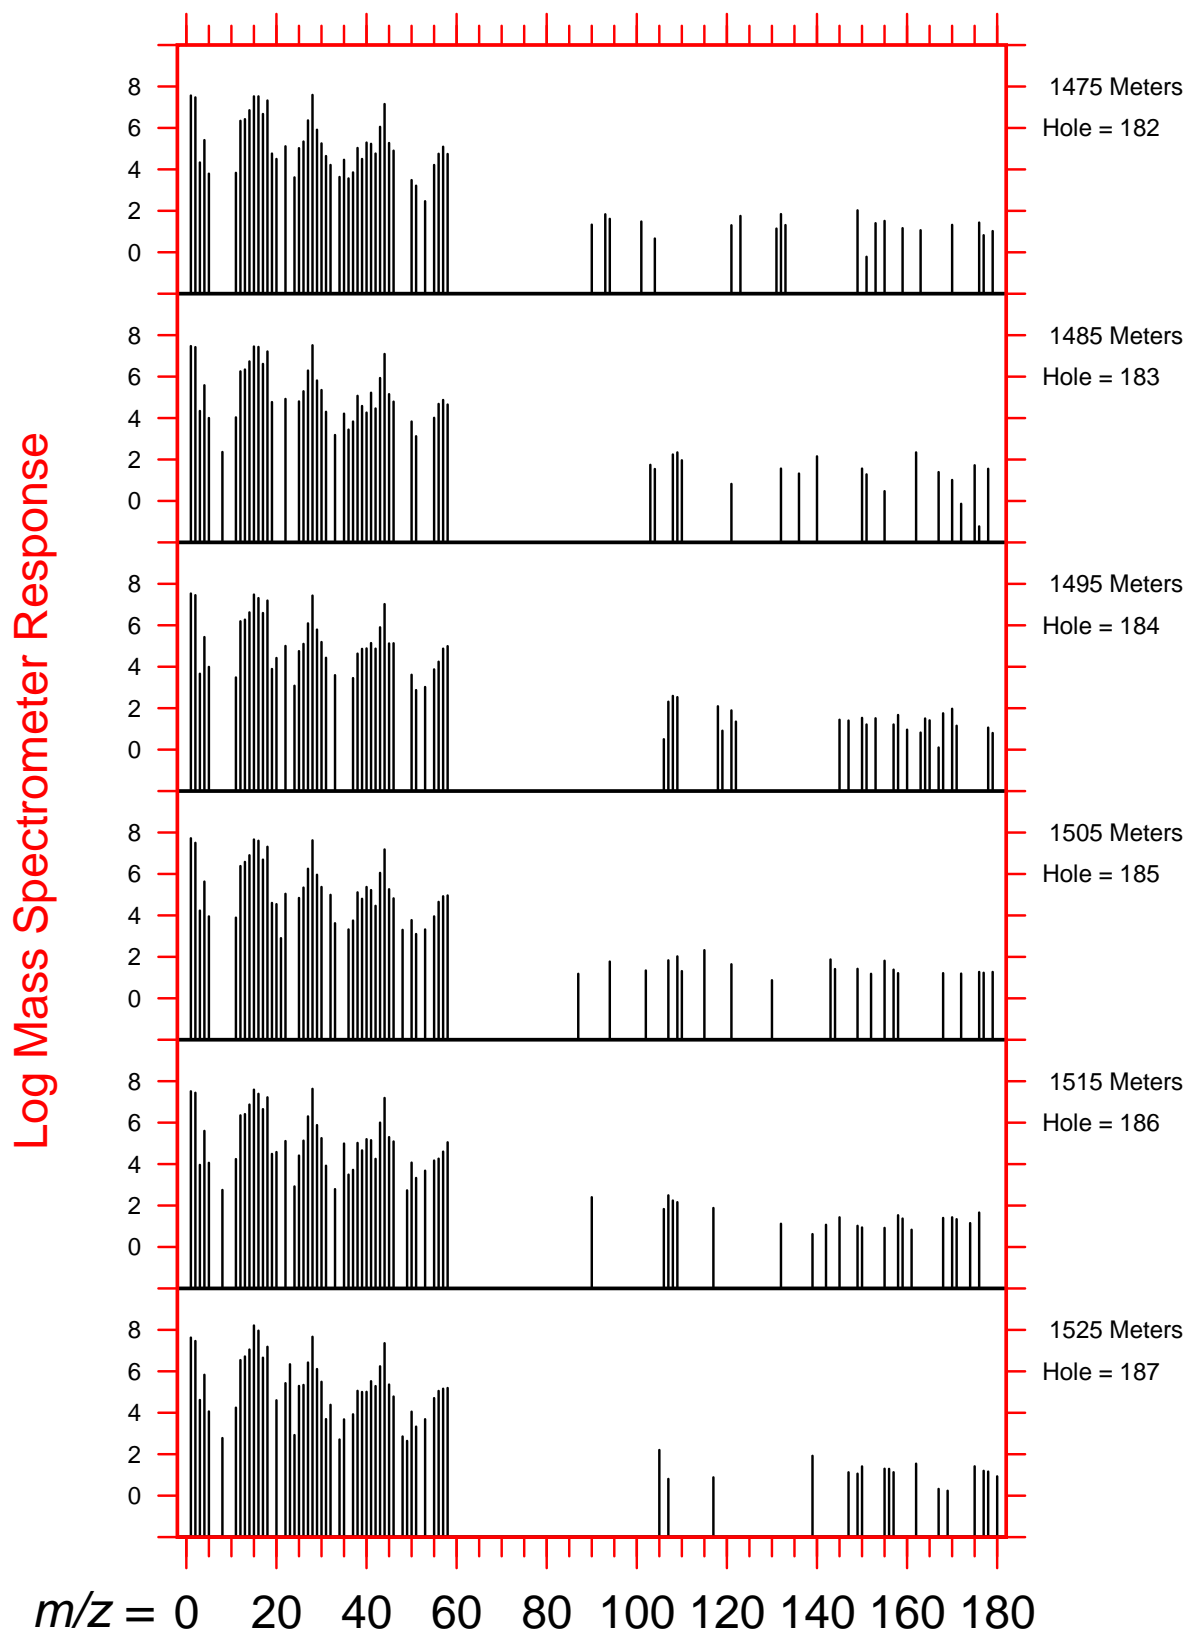 8
6
4
2
0
1475 Meters
Hole = 182
8
6
4
2
0
1485 Meters
Hole = 183
8
6
4
2
0
1495 Meters
Hole = 184
8
6
4
2
0
1505 Meters
Hole = 185
8
6
4
2
0
1515 Meters
Hole = 186
8
6
4
2
0
1525 Meters
Hole = 187
Log Mass Spectrometer Response
m/z = 0 20 40 60 80 100 120 140 160 180